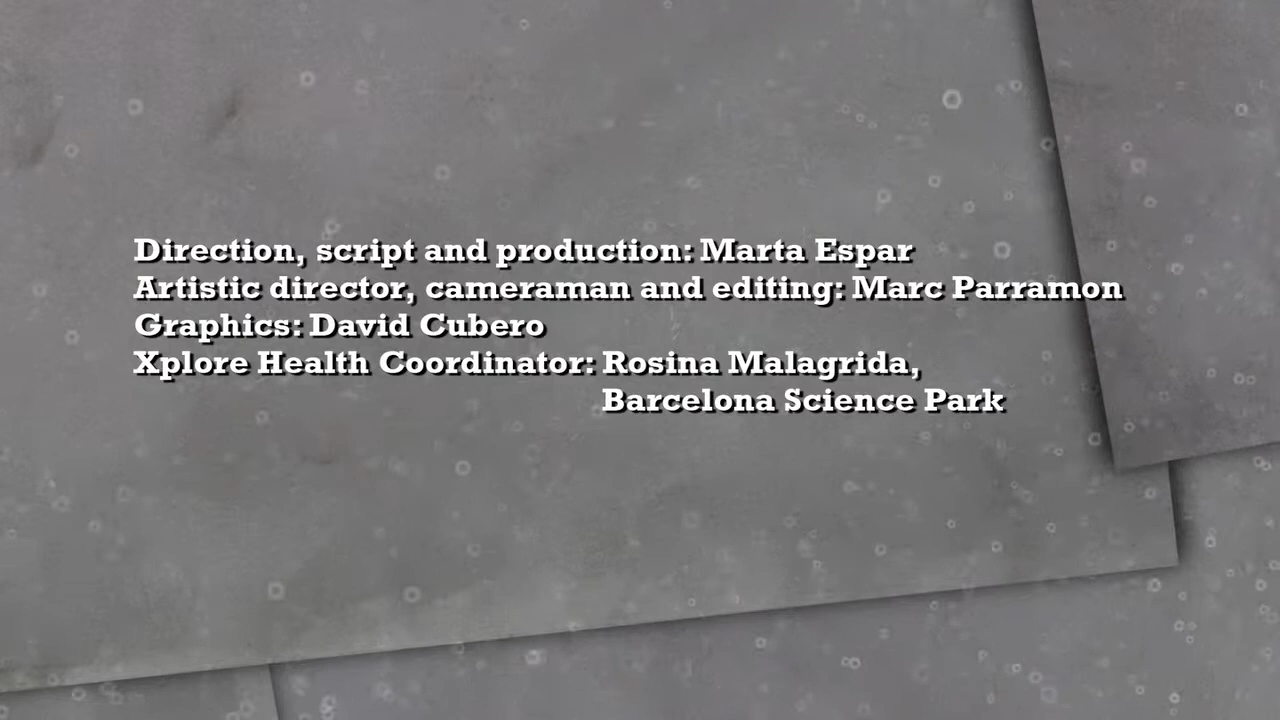 Direction, script and production: Marta Espar
Artistic director, cameraman and editing: Marc Parramon
Graphics: David Cubero
Xplore Health Coordinator: Rosina Malagrida,
Barcelona Science Park